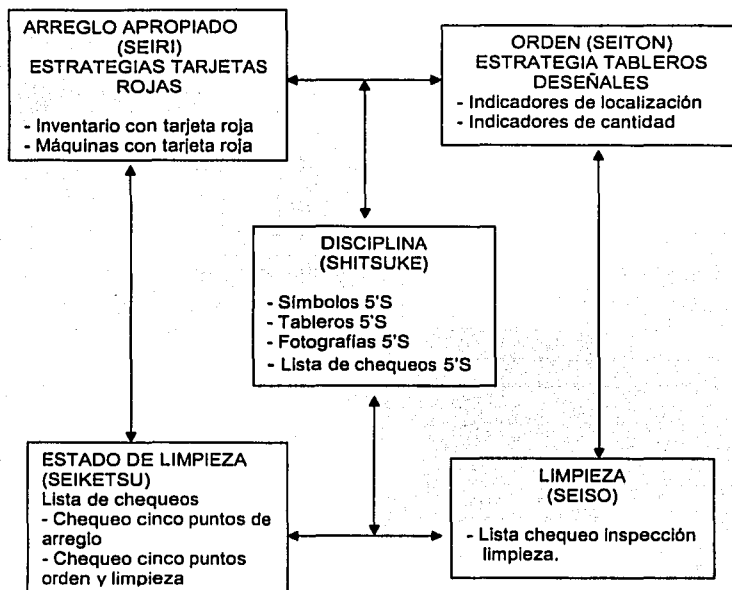 ARREGLO APROPIADO
(SEIRI)
ESTRATEGIAS TARJETAS
ROJAS
- Inventario con tarjeta roja
- Máquinas con tarjeta roja
ORDEN (SEITON)
ESTRATEGIA TABLEROS
DESEÑALES
- Indicadores de localización
- Indicadores de cantidad
DISCIPLINA
(SHITSUKE)
- Símbolos 5'S
- Tableros 5'S
- Fotografías 5'S
- Lista de chequeos 5'S
ESTADO DE LIMPIEZA
(SEIKETSU)
Lista de chequeos
- Chequeo cinco puntos de
arreglo
- Chequeo cinco puntos
orden y limpieza
LIMPIEZA
(SEISO)
- Lista chequeo inspección
limpieza.